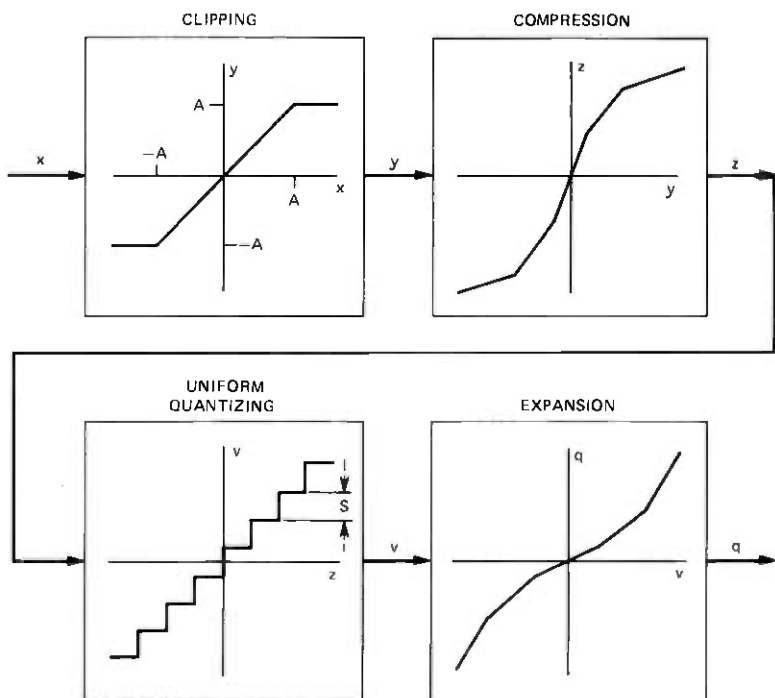 CLIPPING
COMPRESSION
y
z
A
x
-A
y
z
A
x
y
-A
UNIFORM
QUANTIZING
EXPANSION
v
q
S
v
q
z
v